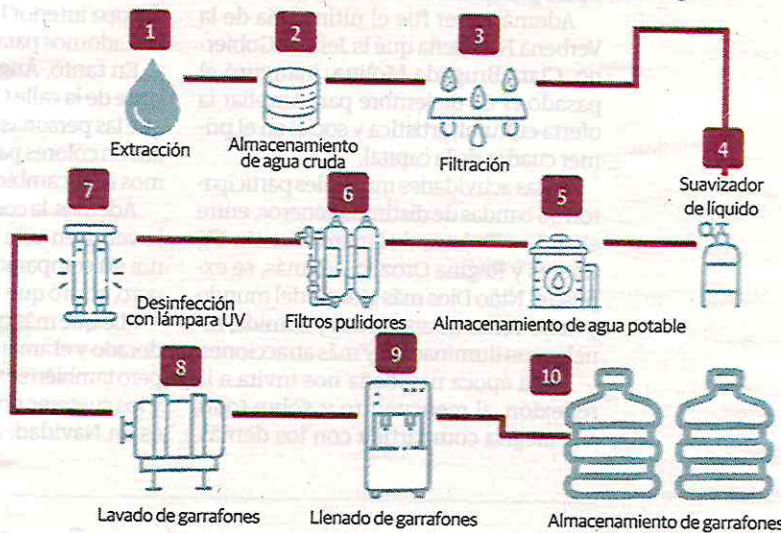 1
Extracción
2
Almacenamiento
de agua cruda
3
Filtración
4
Suavizador
de líquido
5
Almacenamiento de agua potable
6
Filtros pulidores
7
Desinfección
con lámpara UV
8
Lavado de garrafones
9
Llenado de garrafones
10
Almacenamiento de garrafones